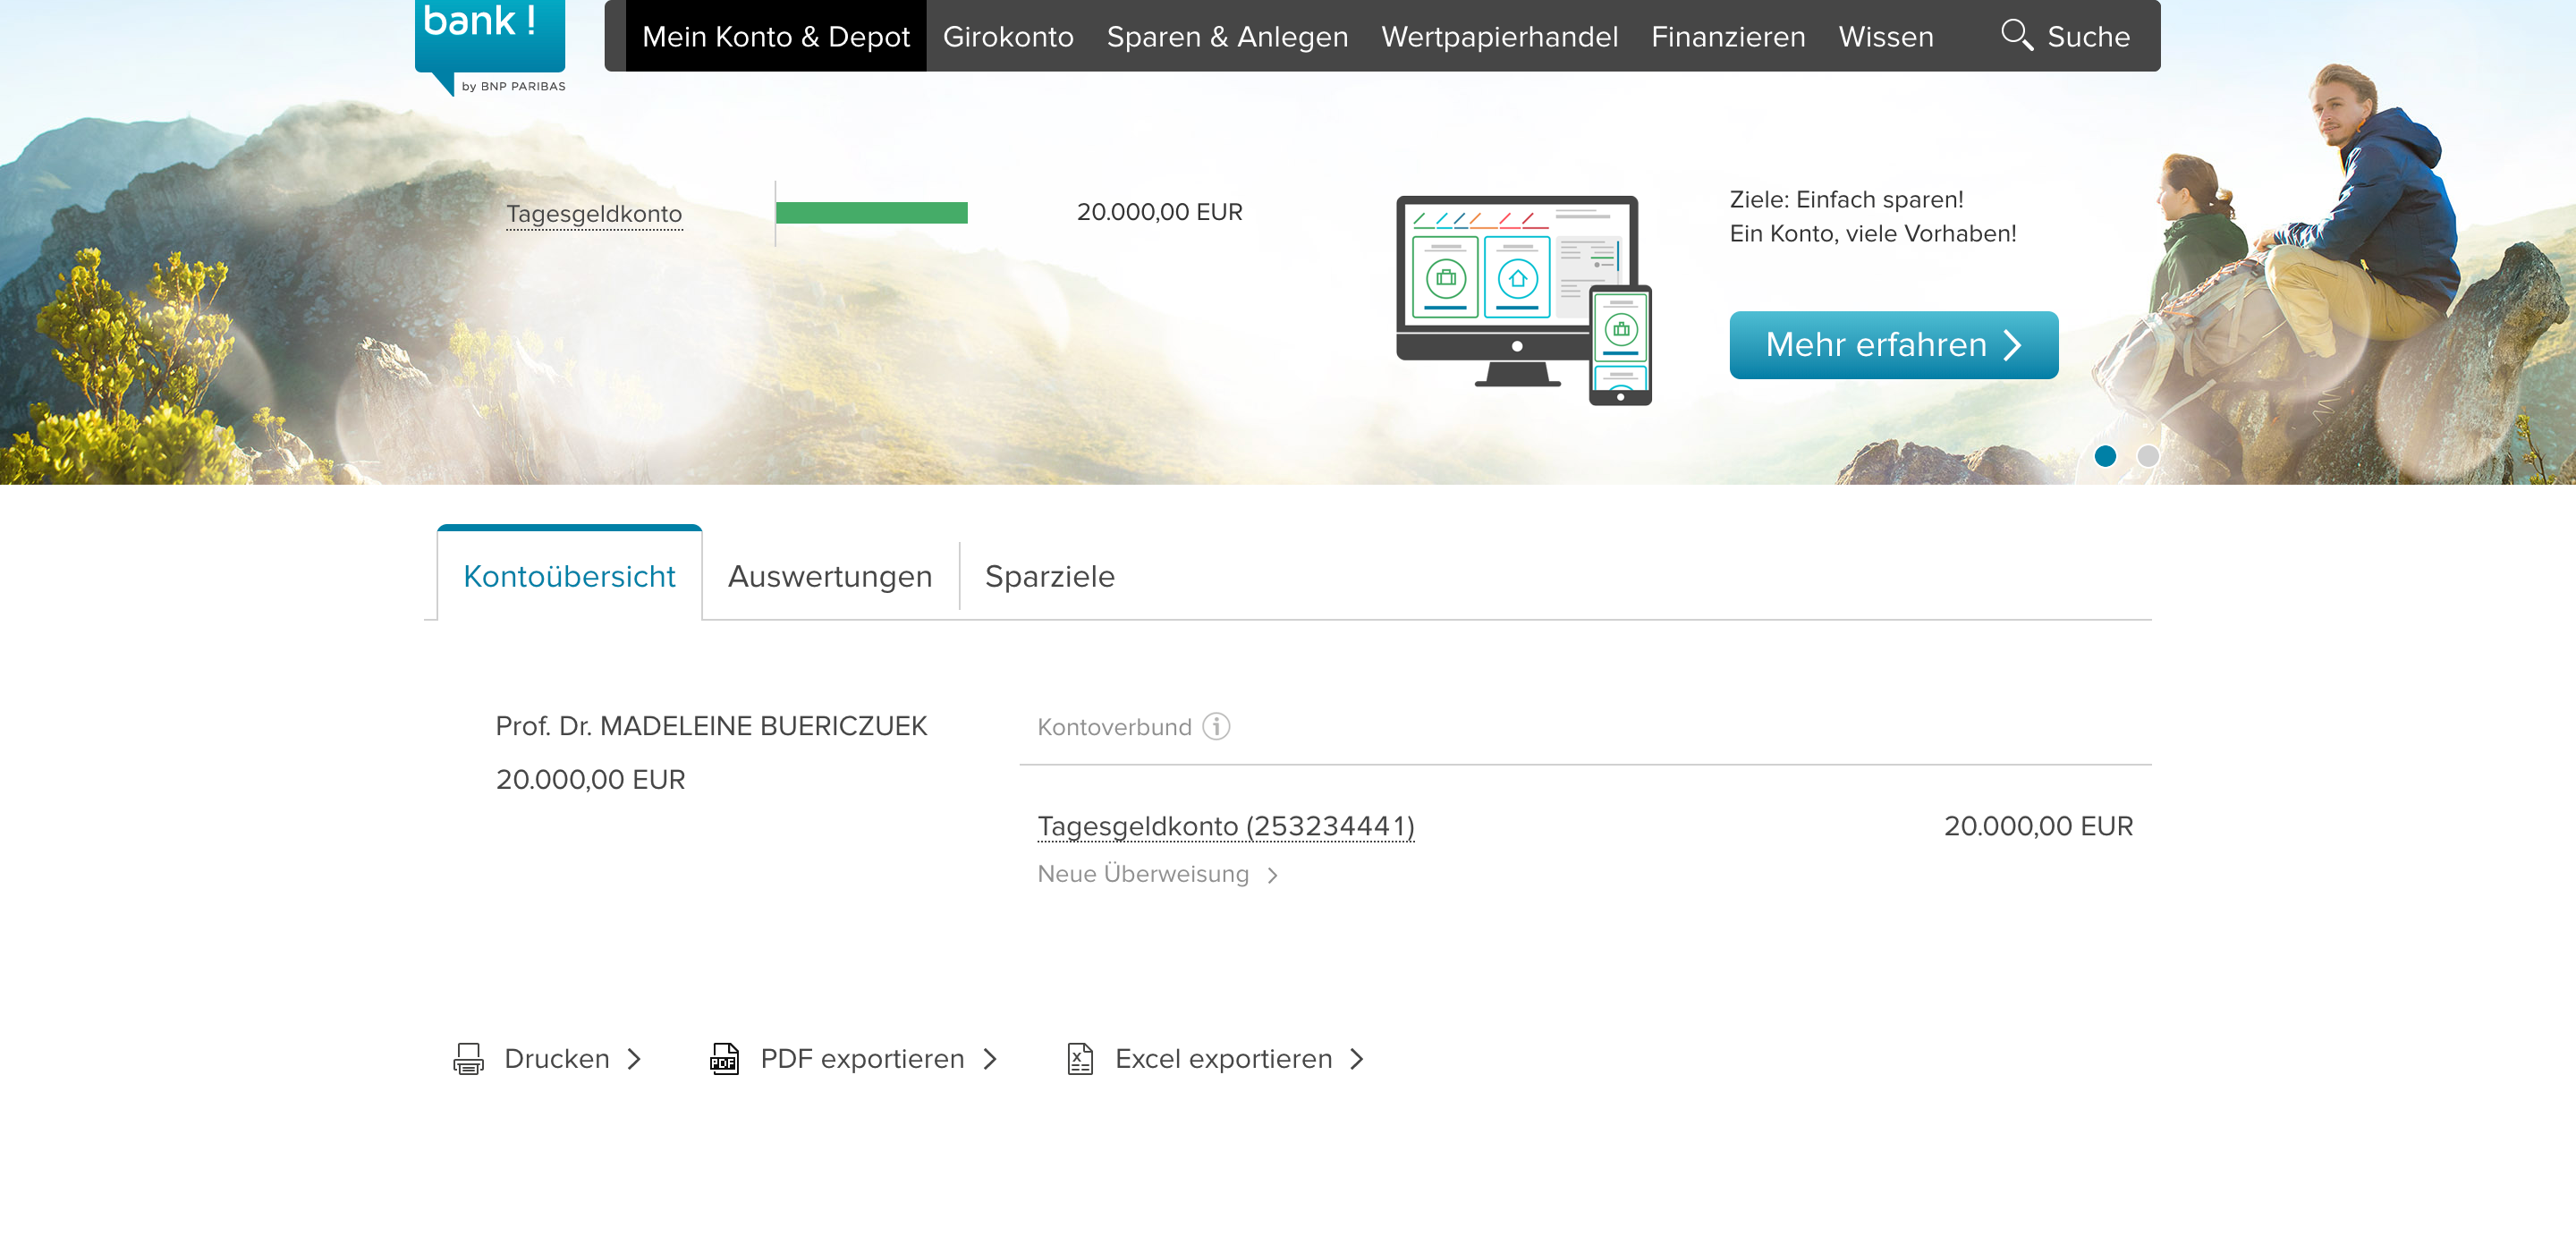 bank!
by BNP PARIBAS
Mein Konto & Depot Girokonto Sparen & Anlegen Wertpapierhandel Finanzieren Wissen Suche
Tagesgeldkonto 20.000,00 EUR
Ziele: Einfach sparen!
Ein Konto, viele Vorhaben!
Mehr erfahren
Kontoübersicht Auswertungen Sparziele
Prof. Dr. MADELEINE BUERICZUEK
20.000,00 EUR
Kontoverbund i
Tagesgeldkonto (253234441) 20.000,00 EUR
Neue Überweisung
Drucken PDF PDF exportieren X Excel exportieren